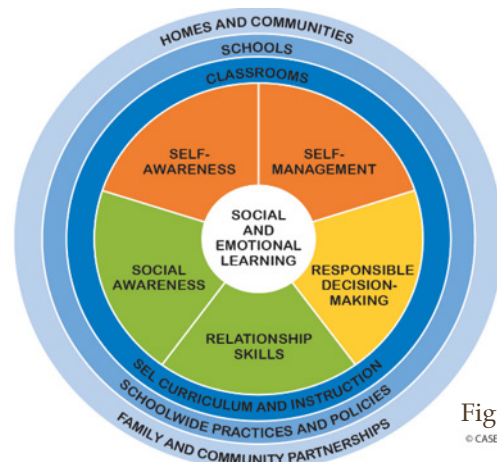 HOMES AND COMMUNITIES
SCHOOLS
CLASSROOMS
SELF-
AWARENESS
SELF-
MANAGEMENT
SOCIAL
AND
EMOTIONAL
LEARNING
SOCIAL
AWARENESS
RESPONSIBLE
DECISION-
MAKING
RELATIONSHIP
SKILLS
SEL CURRICULUM AND INSTRUCTION
SCHOOLWIDE PRACTICES AND POLICIES
FAMILY AND COMMUNITY PARTNERSHIPS
Fig
© CASE